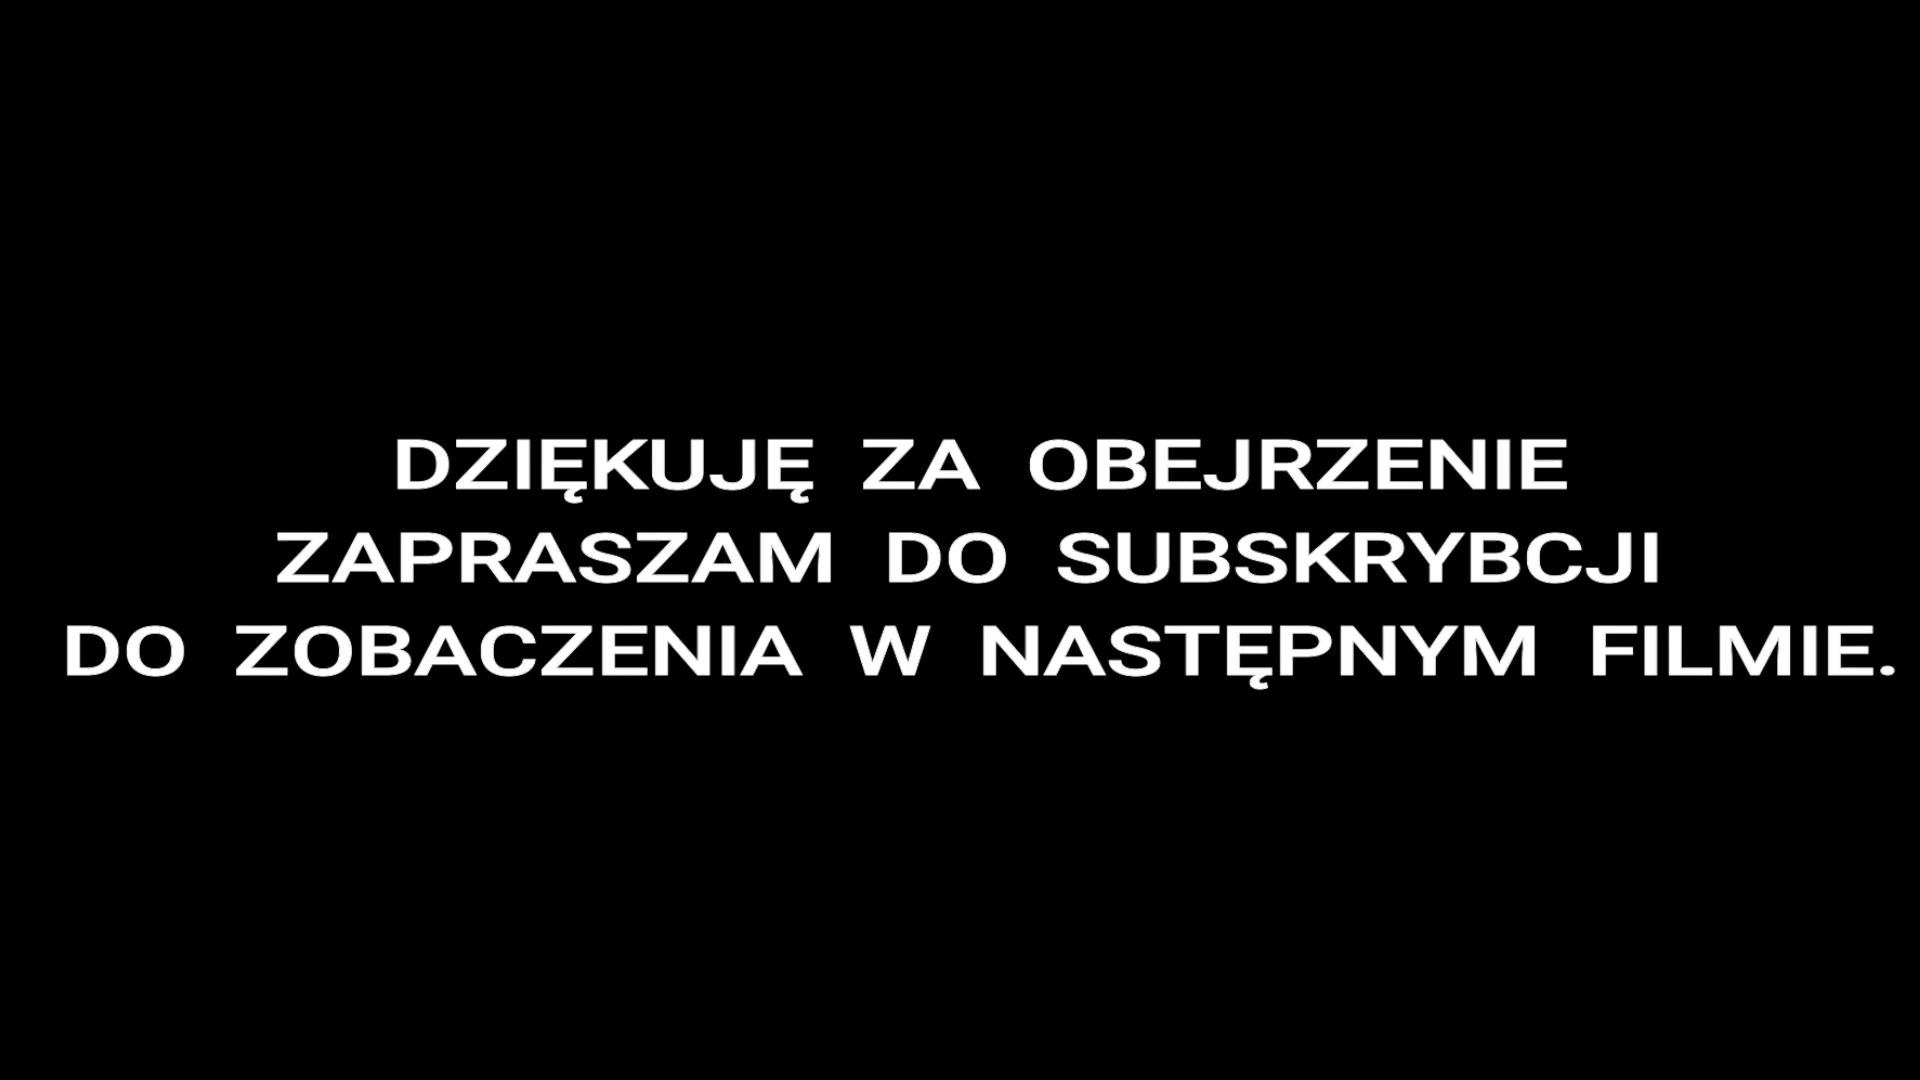 DZIĘKUJĘ ZA OBEJRZENIE
ZAPRASZAM DO SUBSKRYBCJI
DO ZOBACZENIA W NASTĘPNYM FILMIE.